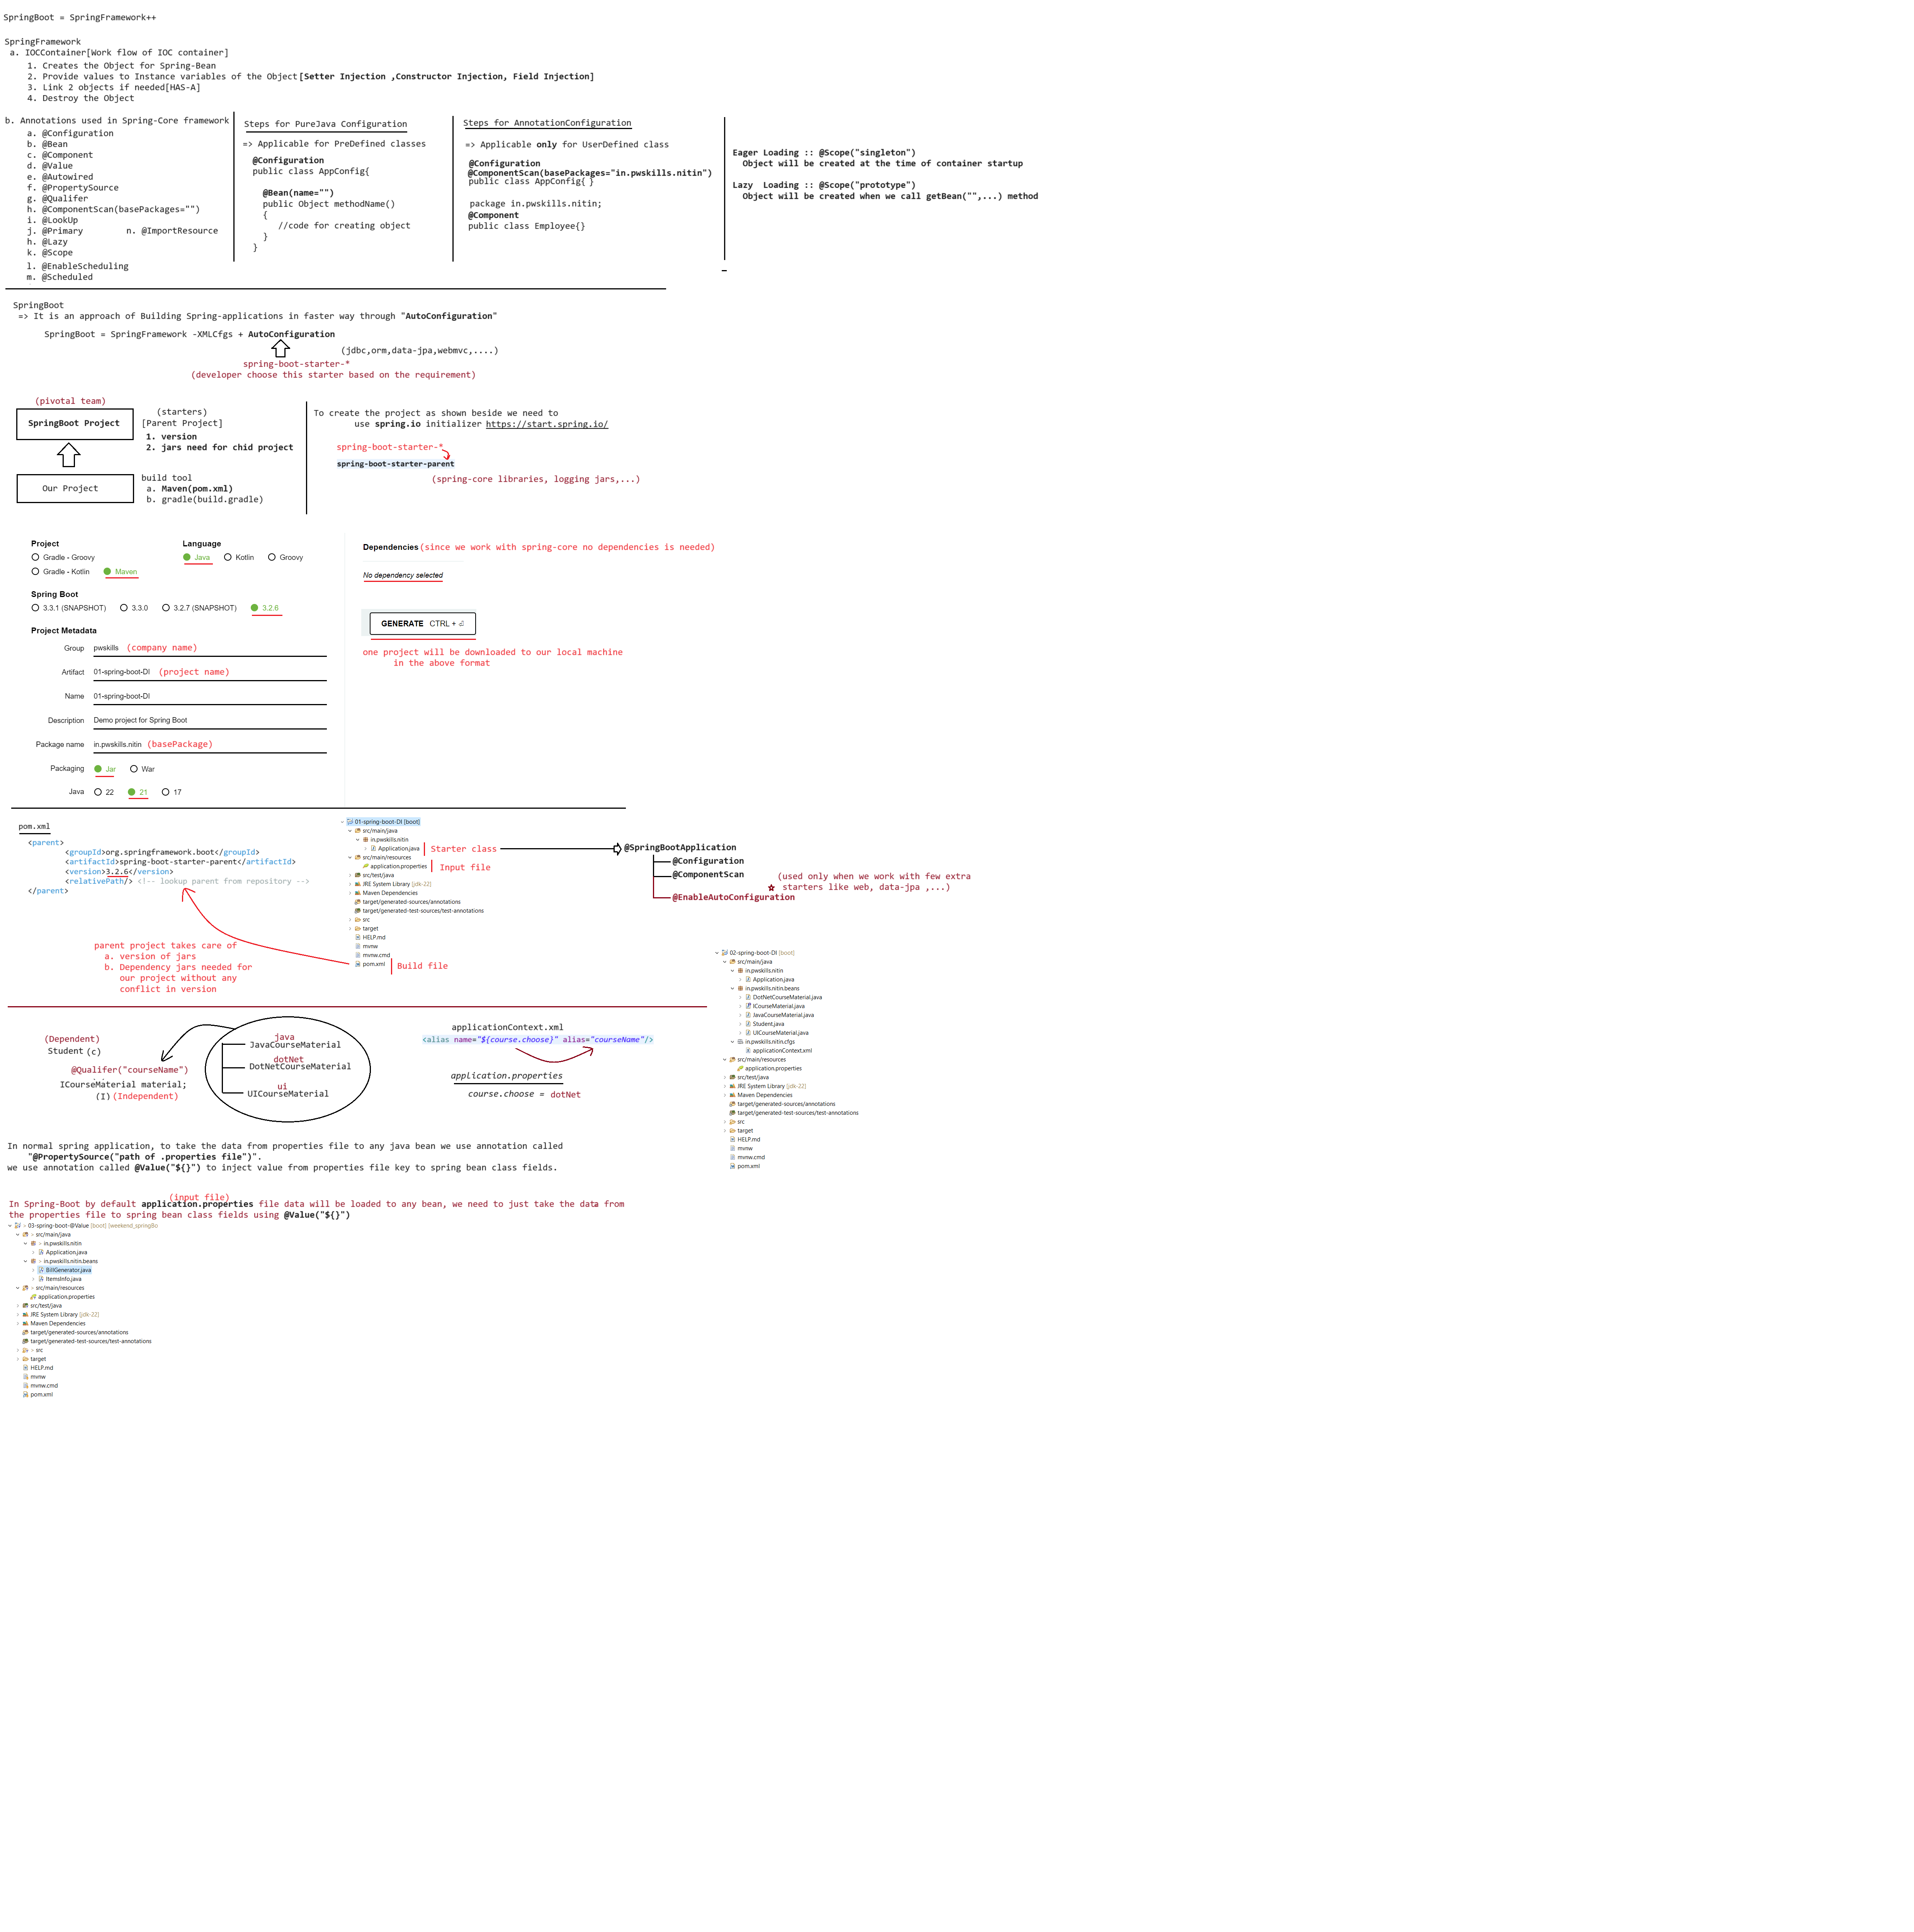 SpringBoot = SpringFramework++
SpringFramework
a. IOCContainer[Work flow of IOC container]
1. Creates the Object for Spring-Bean
2. Provide values to Instance variables of the Object[Setter Injection ,Constructor Injection, Field Injection]
3. Link 2 objects if needed[HAS-A]
4. Destroy the Object
b. Annotations used in Spring-Core framework
a. @Configuration
b. @Bean
c. @Component
d. @Value
e. @Autowired
f. @PropertySource
g. @Qualifer
h. @ComponentScan(basePackages="")
i. @LookUp
j. @Primary n. @ImportResource
h. @Lazy
k. @Scope
l. @EnableScheduling
m. @Scheduled
Steps for PureJava Configuration
=> Applicable for PreDefined classes
@Configuration
public class AppConfig{
@Bean(name="")
public Object methodName()
{
//code for creating object
}
}
Steps for AnnotationConfiguration
=> Applicable only for UserDefined class
@Configuration
@ComponentScan(basePackages="in.pwskills.nitin")
public class AppConfig{ }
package in.pwskills.nitin;
@Component
public class Employee{}
Eager Loading :: @Scope("singleton")
Object will be created at the time of container startup
Lazy Loading :: @Scope("prototype")
Object will be created when we call getBean("",...) method
SpringBoot
=> It is an approach of Building Spring-applications in faster way through "AutoConfiguration"
SpringBoot = SpringFramework -XMLCfgs + AutoConfiguration
(jdbc,orm,data-jpa,webmvc,....)
spring-boot-starter-*
(developer choose this starter based on the requirement)
(pivotal team)
SpringBoot Project
(starters)
[Parent Project]
1. version
2. jars need for chid project
Our Project
build tool
a. Maven(pom.xml)
b. gradle(build.gradle)
To create the project as shown beside we need to
use spring.io initializer https://start.spring.io/
spring-boot-starter-*
spring-boot-starter-parent
(spring-core libraries, logging jars,...)
Project
Gradle - Groovy
Gradle - Kotlin Maven
Language
Java Kotlin Groovy
Spring Boot
3.3.1 (SNAPSHOT) 3.3.0 3.2.7 (SNAPSHOT) 3.2.6
Project Metadata
Group pwskills (company name)
Artifact 01-spring-boot-DI (project name)
Name 01-spring-boot-DI
Description Demo project for Spring Boot
Package name in.pwskills.nitin (basePackage)
Packaging Jar War
Java 22 21 17
Dependencies (since we work with spring-core no dependencies is needed)
No dependency selected
GENERATE CTRL + ⏎
one project will be downloaded to our local machine
in the above format
pom.xml
<parent>
<groupId>org.springframework.boot</groupId>
<artifactId>spring-boot-starter-parent</artifactId>
<version>3.2.6</version>
<relativePath/> <!-- lookup parent from repository -->
</parent>
parent project takes care of
a. version of jars
b. Dependency jars needed for
our project without any
conflict in version
01-spring-boot-DI [boot]
src/main/java
in.pwskills.nitin
Application.java Starter class
src/main/resources
application.properties Input file
src/test/java
JRE System Library [jdk-22]
Maven Dependencies
target/generated-sources/annotations
target/generated-test-sources/test-annotations
src
target
HELP.md
mvnw
mvnw.cmd
pom.xml Build file
@SpringBootApplication
@Configuration
@ComponentScan
@EnableAutoConfiguration
(used only when we work with few extra
starters like web, data-jpa ,...)
02-spring-boot-DI [boot]
src/main/java
in.pwskills.nitin
Application.java
in.pwskills.nitin.beans
DotNetCourseMaterial.java
ICourseMaterial.java
JavaCourseMaterial.java
Student.java
UICourseMaterial.java
in.pwskills.nitin.cfgs
applicationContext.xml
src/main/resources
application.properties
src/test/java
JRE System Library [jdk-22]
Maven Dependencies
target/generated-sources/annotations
target/generated-test-sources/test-annotations
src
target
HELP.md
mvnw
mvnw.cmd
pom.xml
(Dependent)
Student (c)
@Qualifer("courseName")
ICourseMaterial material;
(I) (Independent)
java
JavaCourseMaterial
dotNet
DotNetCourseMaterial
ui
UICourseMaterial
applicationContext.xml
<alias name="${course.choose}" alias="courseName"/>
application.properties
course.choose = dotNet
In normal spring application, to take the data from properties file to any java bean we use annotation called
"@PropertySource("path of .properties file")".
we use annotation called @Value("${}") to inject value from properties file key to spring bean class fields.
(input file)
In Spring-Boot by default application.properties file data will be loaded to any bean, we need to just take the data from
the properties file to spring bean class fields using @Value("${}")
> 03-spring-boot-@Value [boot] [weekend_springBo
> src/main/java
> in.pwskills.nitin
Application.java
> in.pwskills.nitin.beans
BillGenerator.java
ItemsInfo.java
> src/main/resources
application.properties
src/test/java
JRE System Library [jdk-22]
Maven Dependencies
target/generated-sources/annotations
target/generated-test-sources/test-annotations
> src
target
HELP.md
mvnw
mvnw.cmd
pom.xml